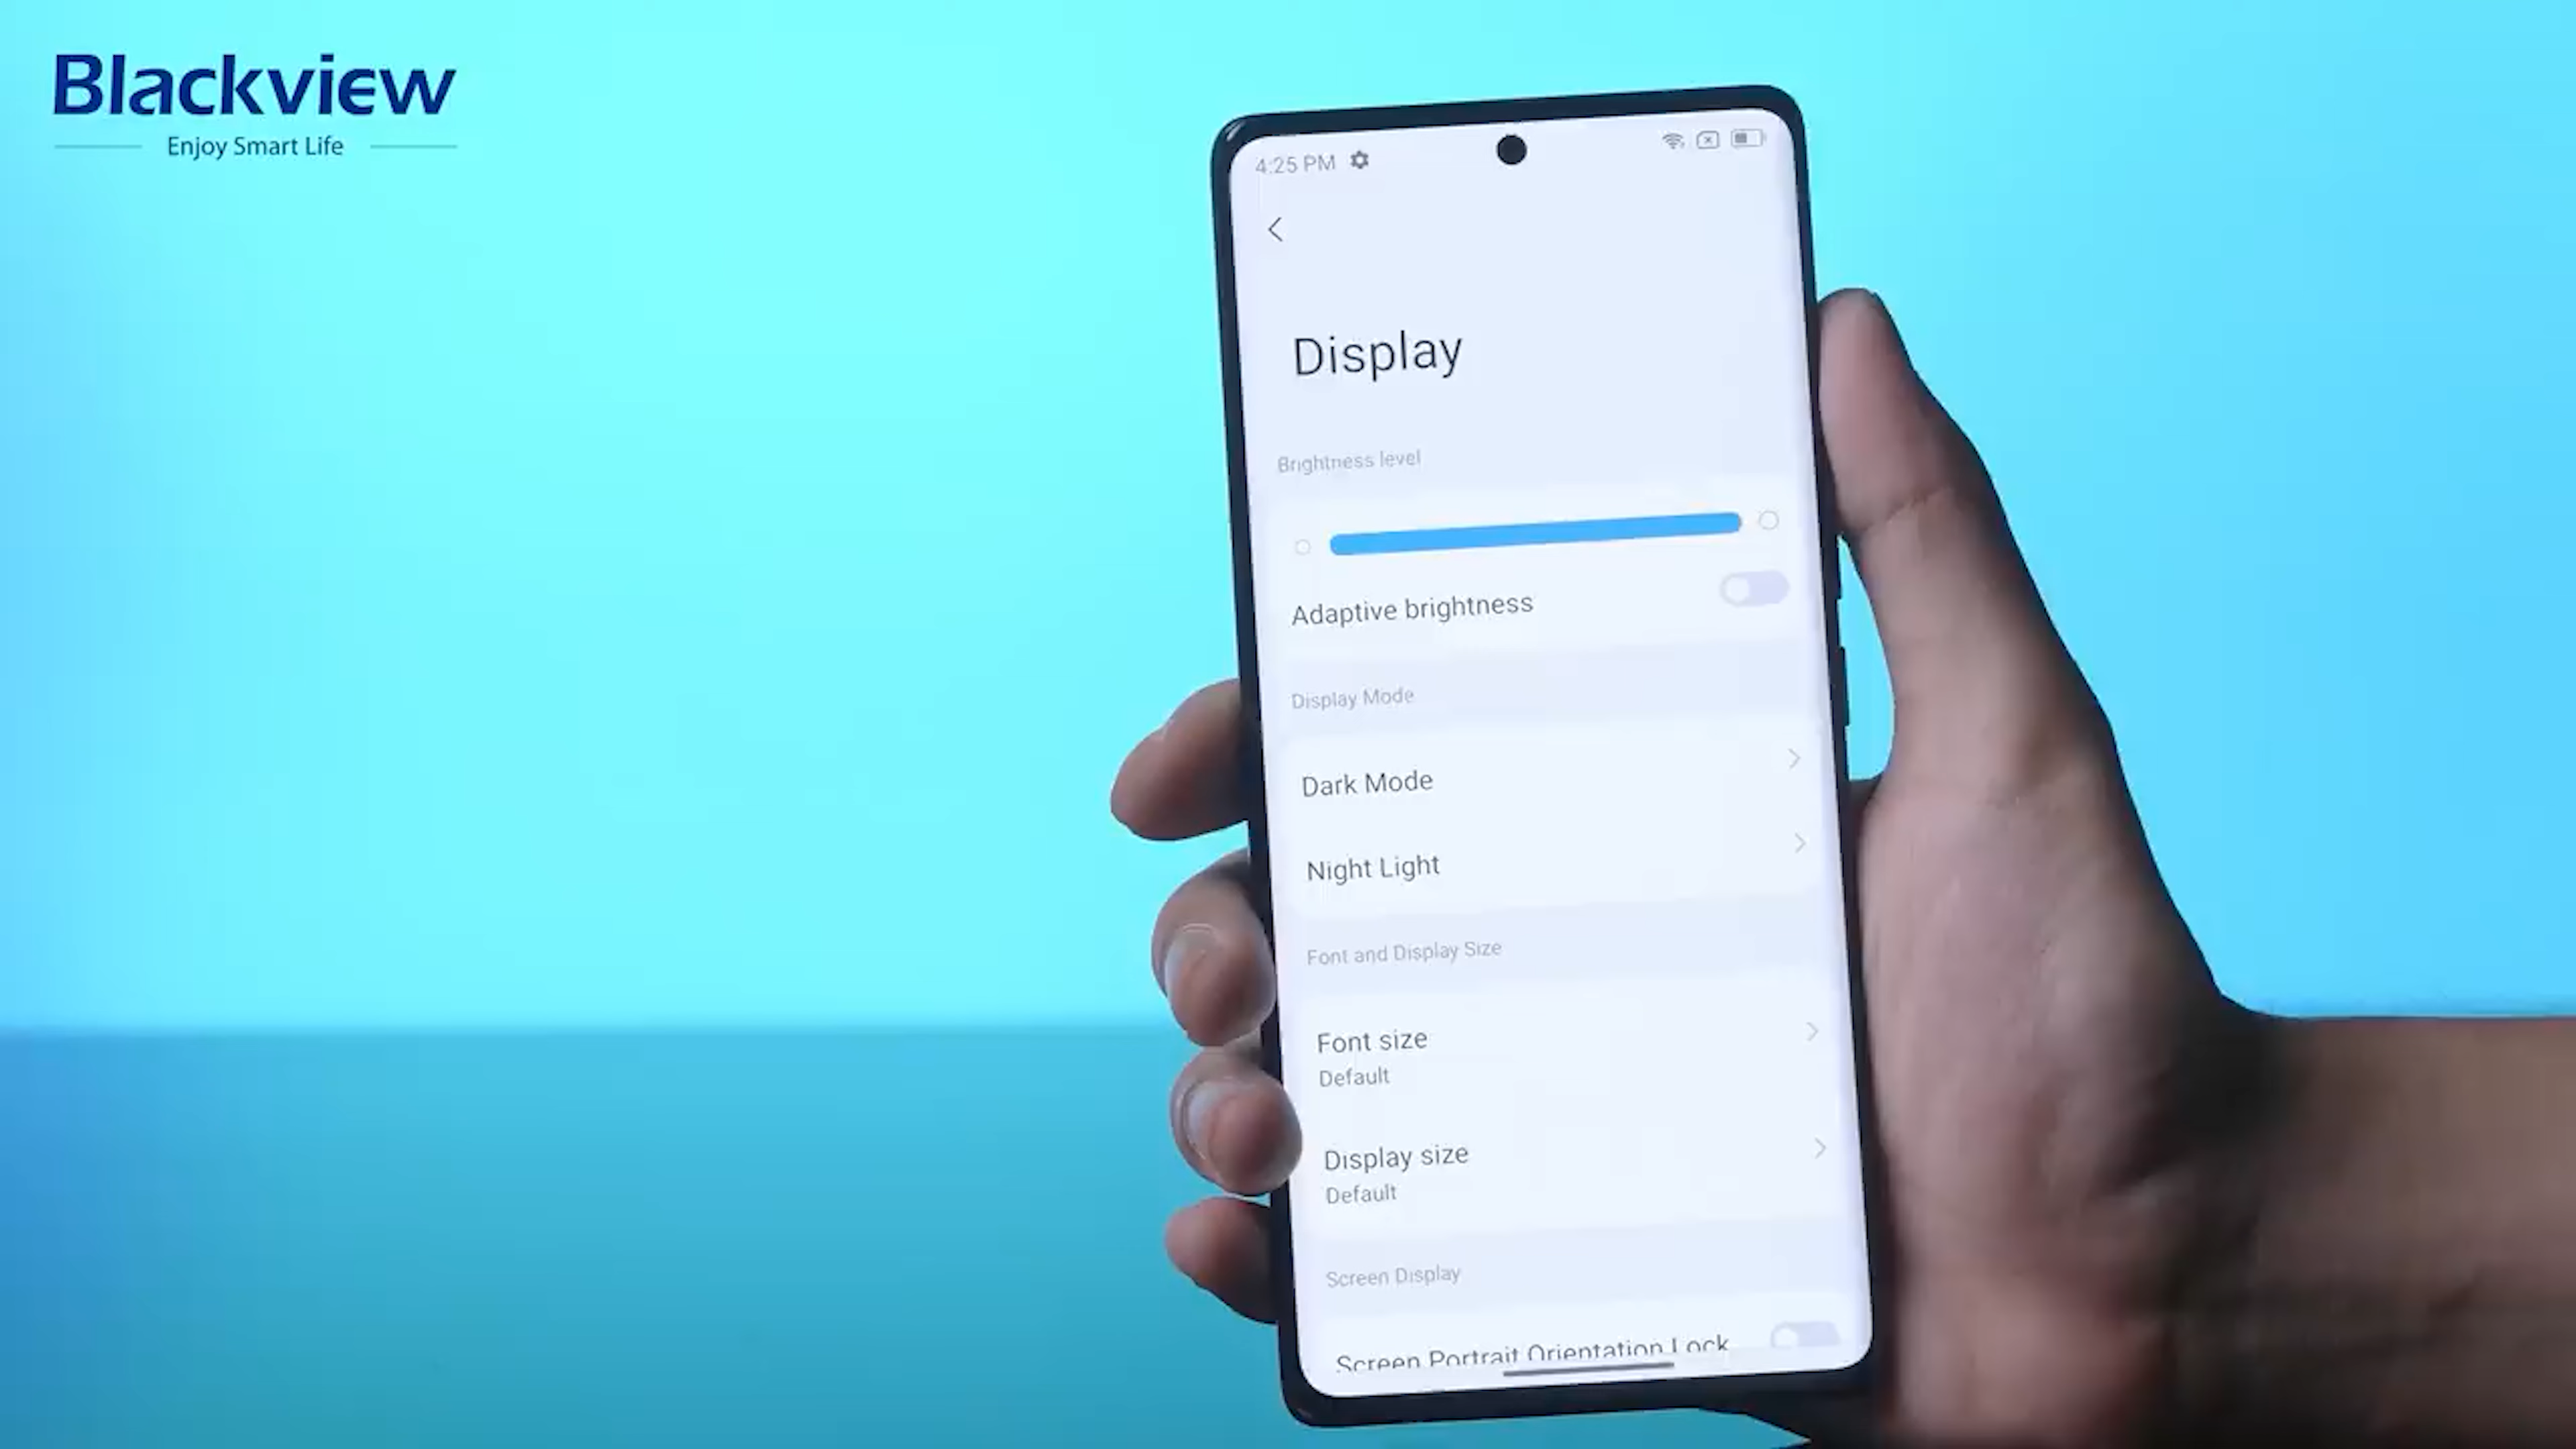 Blackview
Enjoy Smart Life
4:25 PM
Display
Brightness level
Adaptive brightness
Display Mode
Dark Mode
Night Light
Font and Display Size
Font size
Default
Display size
Default
Screen Display
Screen Portrait Orientation Lock